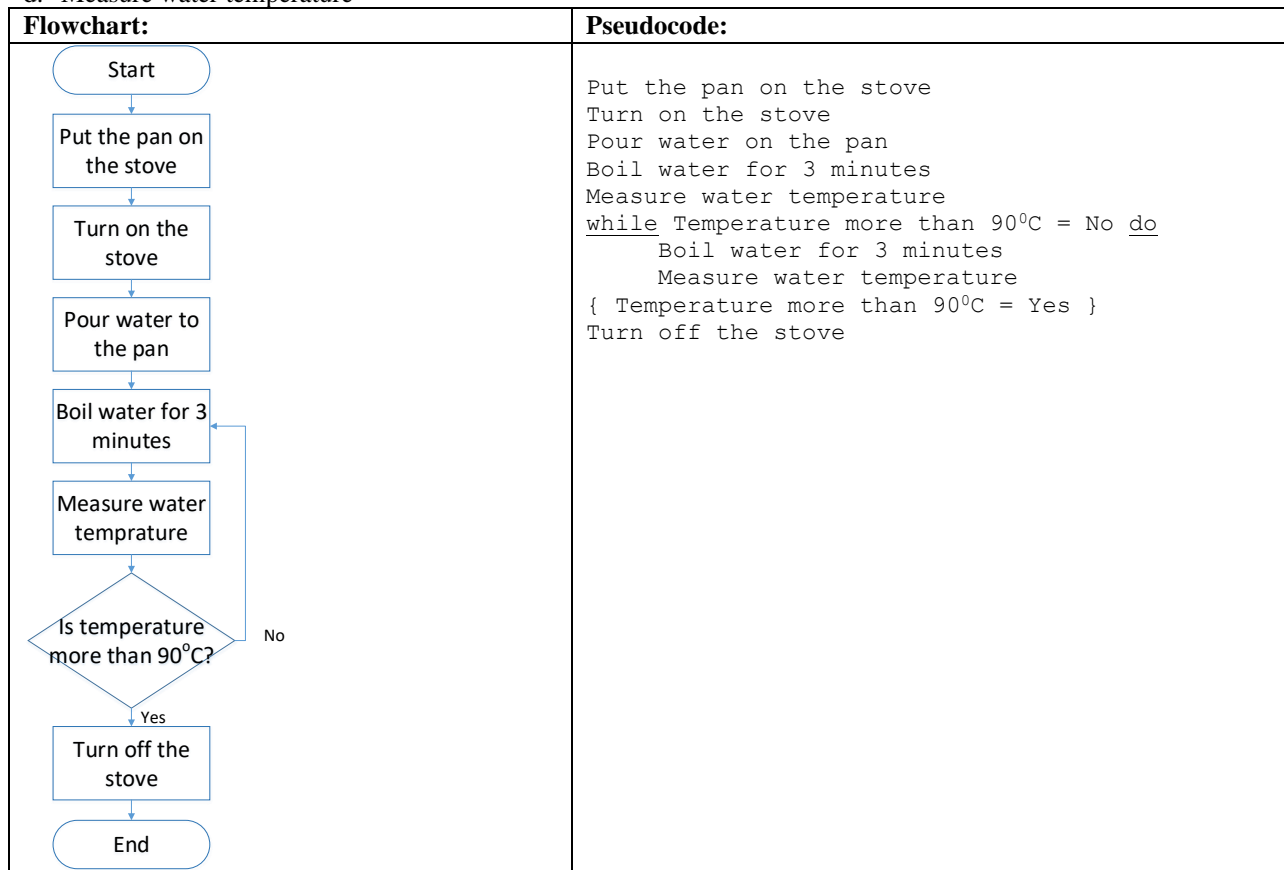 d. Measure water temperature
Flowchart:
Pseudocode:
Start
Put the pan on
the stove
Turn on the
stove
Pour water to
the pan
Boil water for 3
minutes
Measure water
temprature
Is temperature
more than 90°C?
No
Yes
Turn off the
stove
End
Put the pan on the stove
Turn on the stove
Pour water on the pan
Boil water for 3 minutes
Measure water temperature
while Temperature more than 90⁰C = No do
Boil water for 3 minutes
Measure water temperature
{ Temperature more than 90⁰C = Yes }
Turn off the stove